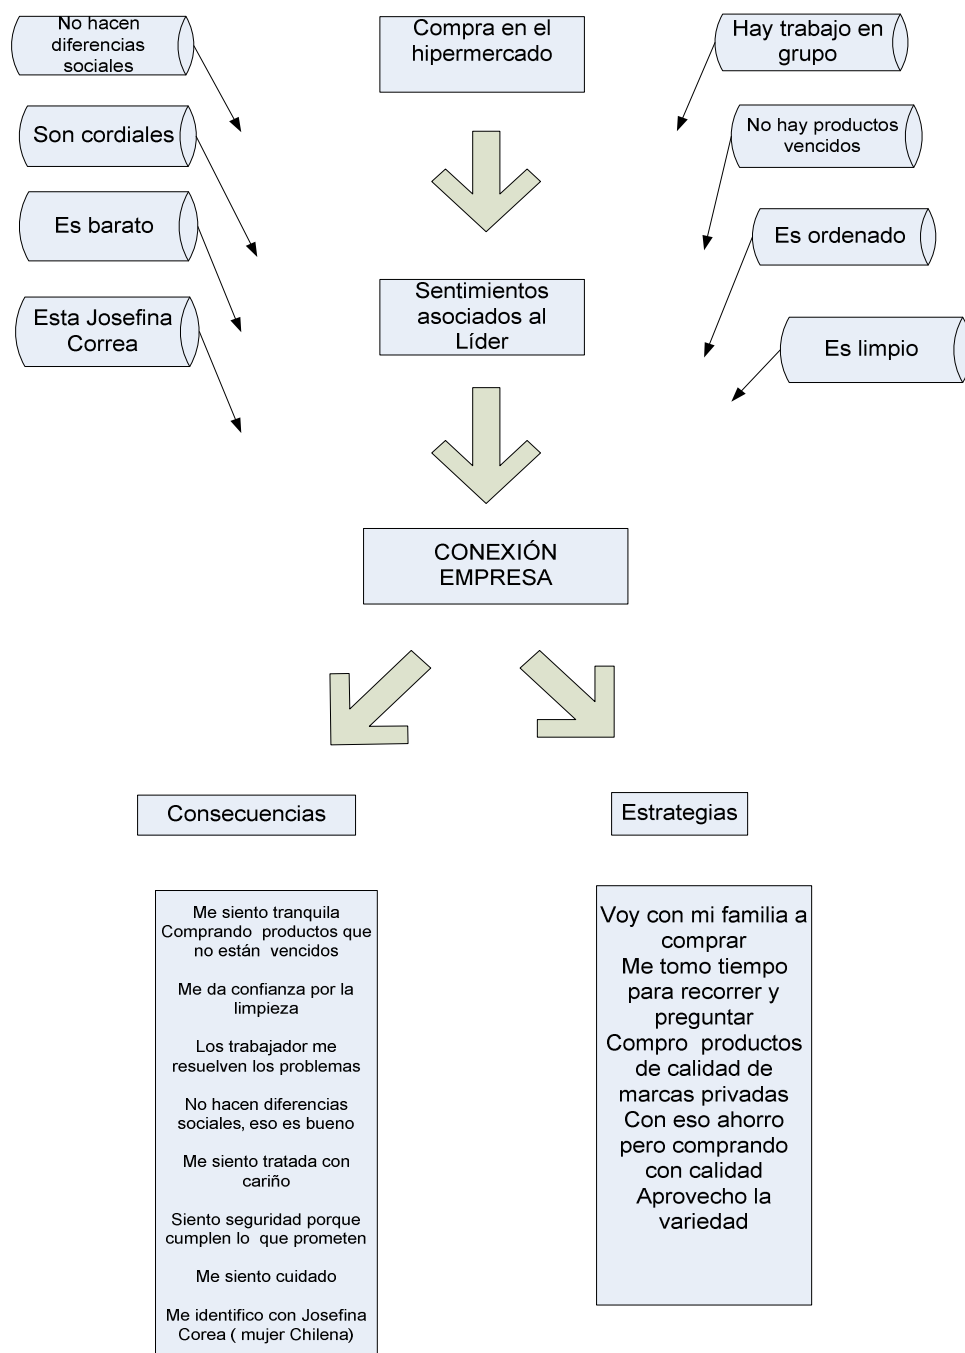 No hacen
diferencias
sociales
Son cordiales
Es barato
Esta Josefina
Correa
Compra en el
hipermercado
Hay trabajo en
grupo
No hay productos
vencidos
Es ordenado
Es limpio
Sentimientos
asociados al
Líder
CONEXIÓN
EMPRESA
Consecuencias
Me siento tranquila
Comprando productos que
no están vencidos
Me da confianza por la
limpieza
Los trabajador me
resuelven los problemas
No hacen diferencias
sociales, eso es bueno
Me siento tratada con
cariño
Siento seguridad porque
cumplen lo que prometen
Me siento cuidado
Me identifico con Josefina
Corea ( mujer Chilena)
Estrategias
Voy con mi familia a
comprar
Me tomo tiempo
para recorrer y
preguntar
Compro productos
de calidad de
marcas privadas
Con eso ahorro
pero comprando
con calidad
Aprovecho la
variedad